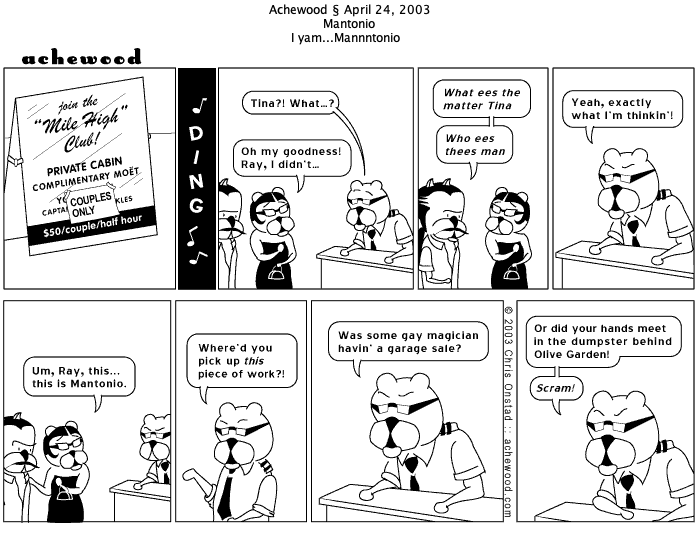 Achewood § April 24, 2003
Mantonio
I yam...Mannntonio
achewood
join the
"Mile High"
Club!
PRIVATE CABIN
COMPLIMENTARY MOËT
YO
CAPTA
KLES
COUPLES
ONLY
$50/couple/half hour
♪
D
I
N
G
♪
♪
Tina?! What...?
Oh my goodness!
Ray, I didn't...
What ees the
matter Tina
Who ees
thees man
Yeah, exactly
what I'm thinkin'!
Um, Ray, this...
this is Mantonio.
Where'd you
pick up this
piece of work?!
Was some gay magician
havin' a garage sale?
© 2003 Chris Onstad :: achewood.com
Or did your hands meet
in the dumpster behind
Olive Garden!
Scram!